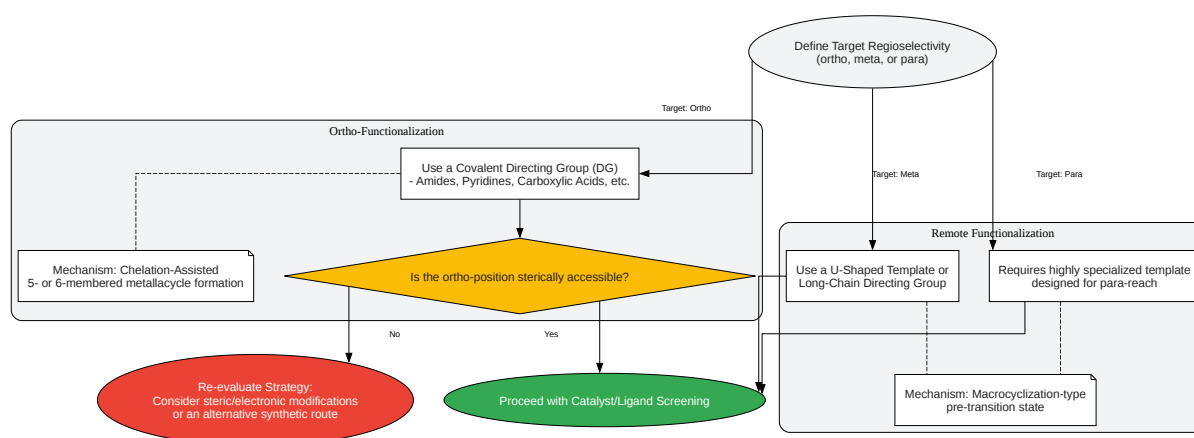 Define Target Regioselectivity
(ortho, meta, or para)
Target: Ortho
Ortho-Functionalization
Use a Covalent Directing Group (DG)
- Amides, Pyridines, Carboxylic Acids, etc.
Target: Meta
Target: Para
Remote Functionalization
Mechanism: Chelation-Assisted
5- or 6-membered metallacycle formation
Is the ortho-position sterically accessible?
Use a U-Shaped Template or
Long-Chain Directing Group
Requires highly specialized template
designed for para-reach
No
Yes
Re-evaluate Strategy:
Consider steric/electronic modifications
or an alternative synthetic route
Proceed with Catalyst/Ligand Screening
Mechanism: Macrocyclization-type
pre-transition state